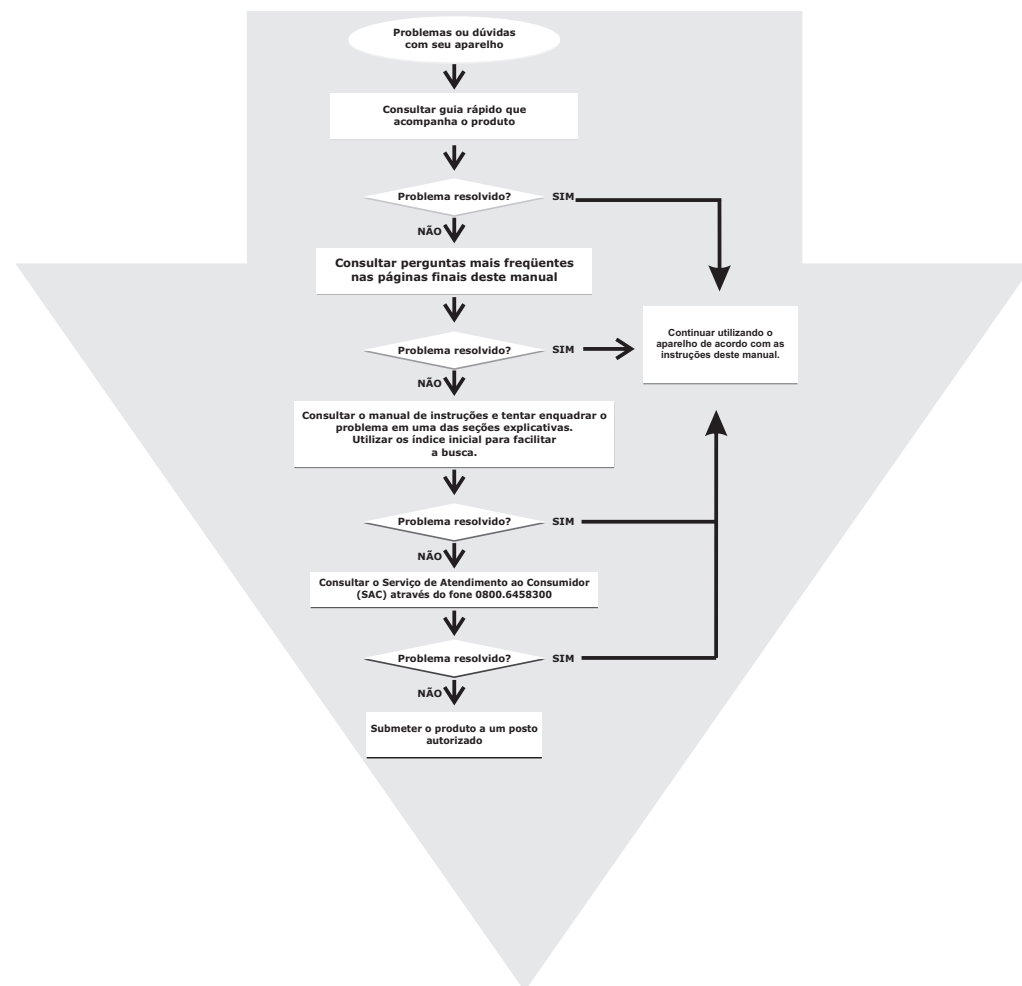 Problemas ou dúvidas
com seu aparelho
Consultar guia rápido que
acompanha o produto
Problema resolvido?
SIM
NÃO
Consultar perguntas mais freqüentes
nas páginas finais deste manual
Continuar utilizando o
aparelho de acordo com as
instruções deste manual.
Problema resolvido?
SIM
NÃO
Consultar o manual de instruções e tentar enquadrar o
problema em uma das seções explicativas.
Utilizar os índice inicial para facilitar
a busca.
Problema resolvido?
SIM
NÃO
Consultar o Serviço de Atendimento ao Consumidor
(SAC) através do fone 0800.6458300
Problema resolvido?
SIM
NÃO
Submeter o produto a um posto
autorizado